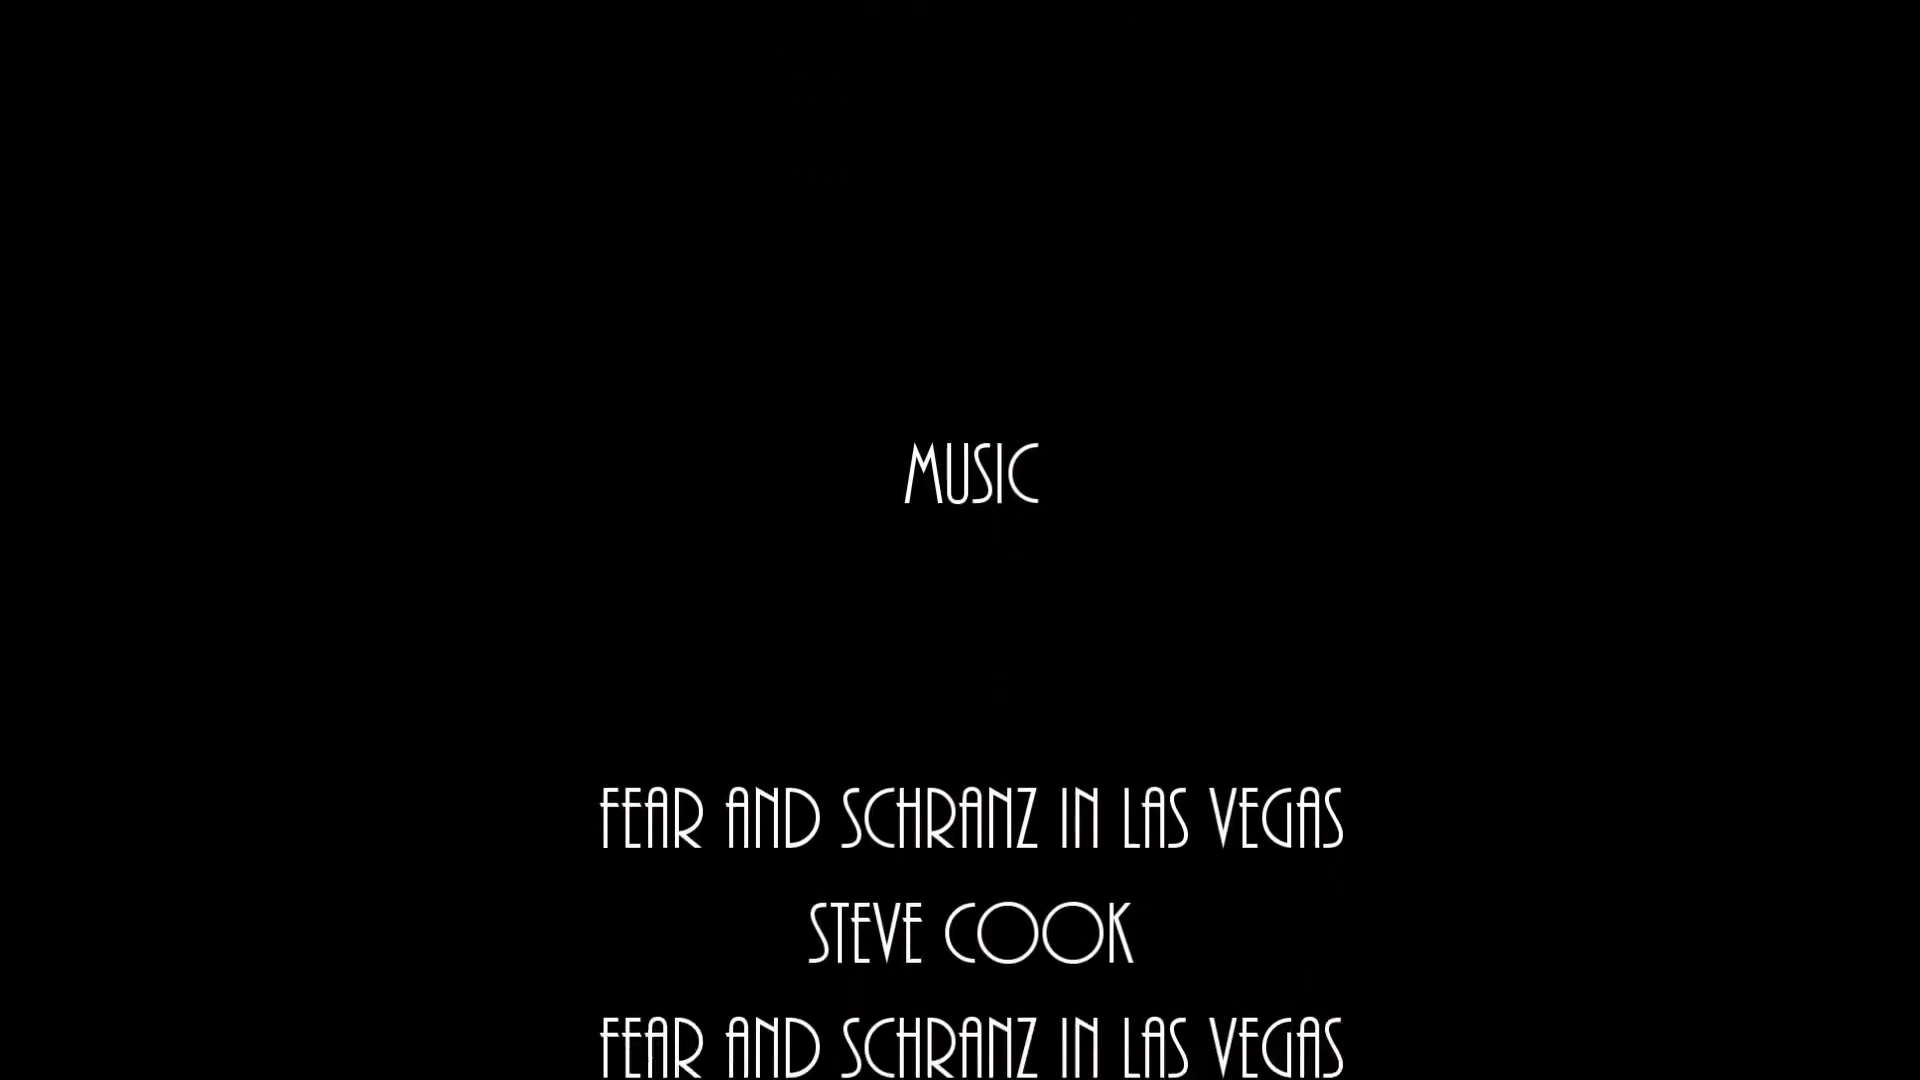 MUSIC
FEAR AND SCHRANZ IN LAS VEGAS
STEVE COOK
FEAR AND SCHRANZ IN LAS VEGAS